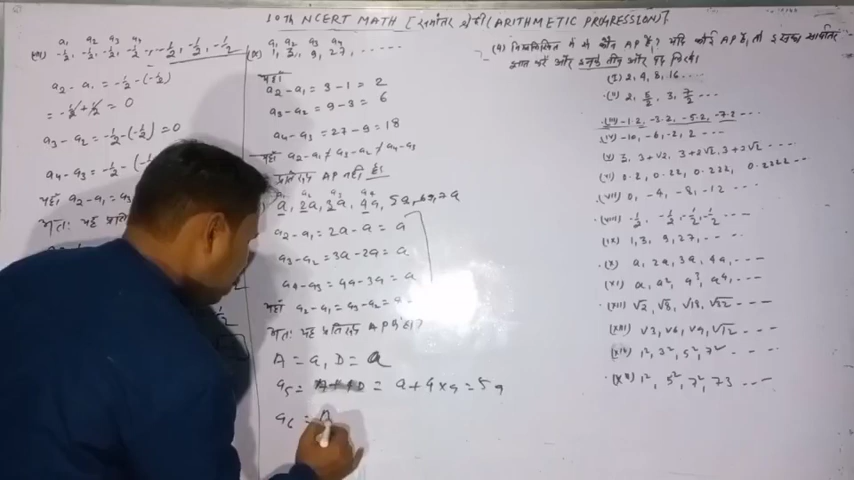 10TH NCERT MATH [समांतर श्रेढ़ी (ARITHMETIC PROGRESSION)]
a₁ a₂ a₃ a₄
-1/2, -1/2, -1/2, -1/2, -1/2, -1/2, -1/2
a₂ - a₁ = -1/2 - (-1/2)
= -1/2 + 1/2 = 0
a₃ - a₂ = -1/2 - (-1/2) = 0
a₄ - a₃ = -1/2 - (-1/
यहाँ a₂ - a₁ = a₃
अतः यह
a₁ a₂ a₃ a₄
(ix) 1, 3, 9, 27, ......
यहाँ
a₂ - a₁ = 3 - 1 = 2
a₃ - a₂ = 9 - 3 = 6
a₄ - a₃ = 27 - 9 = 18
यहाँ a₂ - a₁ ≠ a₃ - a₂ ≠ a₄ - a₃
AP नहीं है।
a₁ a₂ a₃ a₄
a, 2a, 3a, 4a, 5a, 6a, 7a
a₂ - a₁ = 2a - a = a
a₃ - a₂ = 3a - 2a = a
a₄ - a₃ = 4a - 3a = a
यहाँ a₂ - a₁ = a₃ - a₂ =
अतः यह AP है।
A = a, D = a
a₅ = A + 4D = a + 4 × a = 5a
a₆ = A
(4) निम्नलिखित में से कौन AP है? यदि कोई AP है, तो इसका सार्वअंतर
ज्ञात करें और इनके तीन और पद लिखें।
(I) 2, 4, 8, 16 ....
(ii) 2, 5/2, 3, 7/2 ...
(iii) -1.2, -3.2, -5.2, -7.2 ...
(iv) -10, -6, -2, 2 ...
(v) 3, 3+√2, 3+2√2, 3+3√2 ...
(vi) 0.2, 0.22, 0.222, 0.2222 ...
(vii) 0, -4, -8, -12 ...
(viii) -1/2, -1/2, -1/2, -1/2 ...
(ix) 1, 3, 9, 27, ...
(x) a, 2a, 3a, 4a, ...
(xi) a, a², a³, a⁴, ...
(xii) √2, √8, √18, √32 ...
(xiii) √3, √6, √9, √12 ...
(xiv) 1², 3², 5², 7² ...
(xv) 1², 5², 7², 73 ...